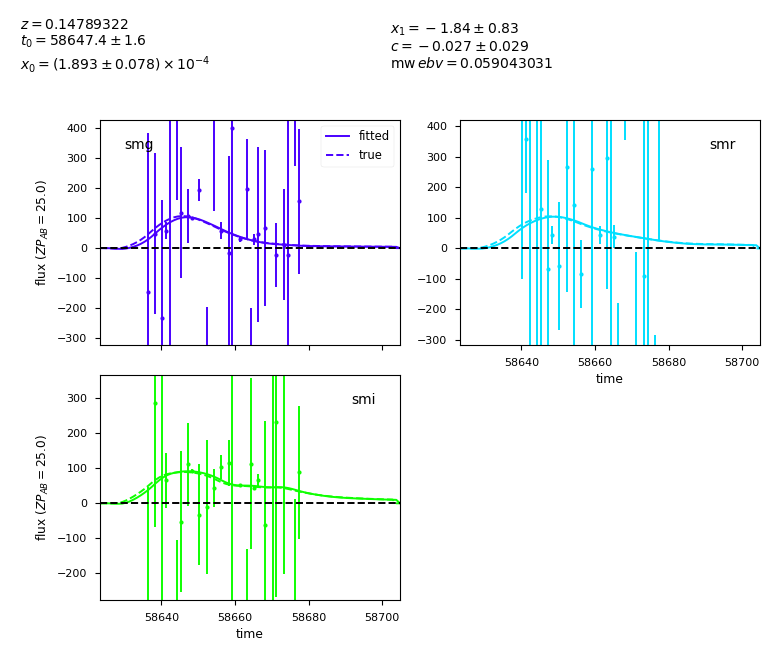 z = 0.14789322
t₀ = 58647.4 ± 1.6
x₀ = (1.893 ± 0.078) × 10⁻⁴
x₁ = −1.84 ± 0.83
c = −0.027 ± 0.029
mw ebv = 0.059043031
smg
fitted
true
400
300
200
100
0
−100
−200
−300
flux (ZP_AB = 25.0)
smr
400
300
200
100
0
−100
−200
−300
58640
58660
58680
58700
time
smi
300
200
100
0
−100
−200
flux (ZP_AB = 25.0)
58640
58660
58680
58700
time